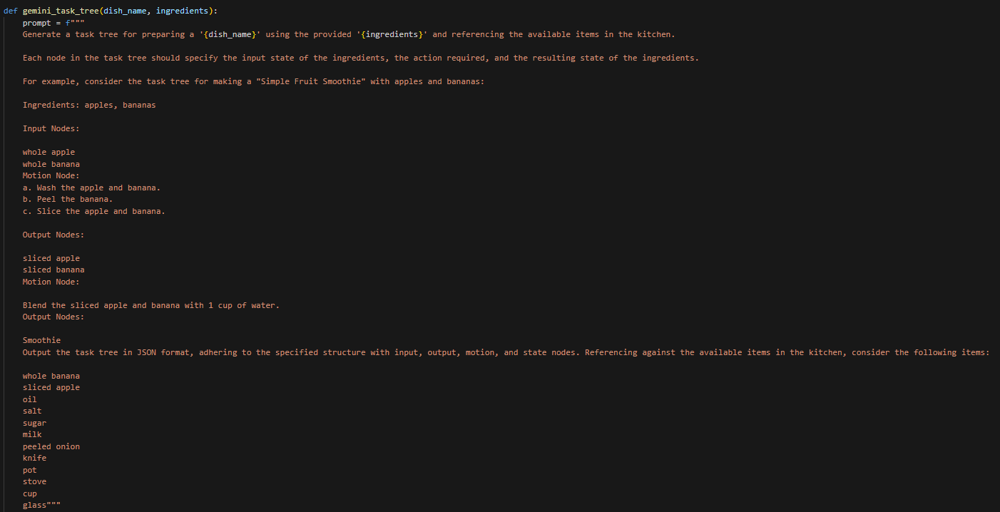 def gemini_task_tree(dish_name, ingredients):
prompt = f"""
Generate a task tree for preparing a '{dish_name}' using the provided '{ingredients}' and referencing the available items in the kitchen.
Each node in the task tree should specify the input state of the ingredients, the action required, and the resulting state of the ingredients.
For example, consider the task tree for making a "Simple Fruit Smoothie" with apples and bananas:
Ingredients: apples, bananas
Input Nodes:
whole apple
whole banana
Motion Node:
a. Wash the apple and banana.
b. Peel the banana.
c. Slice the apple and banana.
Output Nodes:
sliced apple
sliced banana
Motion Node:
Blend the sliced apple and banana with 1 cup of water.
Output Nodes:
Smoothie
Output the task tree in JSON format, adhering to the specified structure with input, output, motion, and state nodes. Referencing against the available items in the kitchen, consider the following items:
whole banana
sliced apple
oil
salt
sugar
milk
peeled onion
knife
pot
stove
cup
glass"""